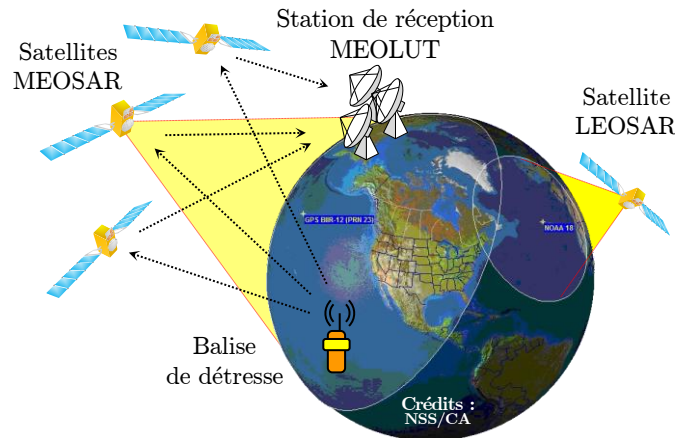 Station de réception
MEOLUT
Satellites
MEOSAR
Satellite
LEOSAR
GPS BIIR-12 (PRN 23)
NOAA 18
Balise
de détresse
Crédits :
NSS/CA